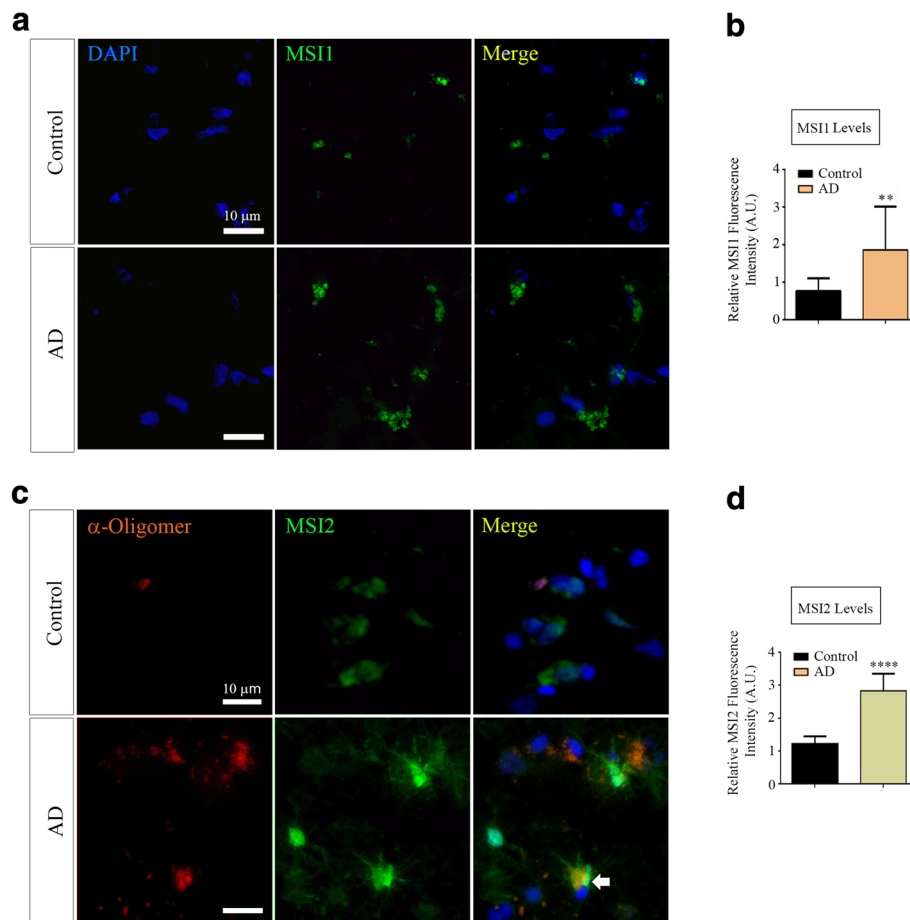 a
DAPI
MSI1
Merge
Control
10 µm
AD
b
MSI1 Levels
Relative MSI1 Fluorescence
Intensity (A.U.)
4
3
2
1
0
Control
AD
**
c
α-Oligomer
MSI2
Merge
Control
10 µm
AD
d
MSI2 Levels
Relative MSI2 Fluorescence
Intensity (A.U.)
4
3
2
1
0
Control
AD
****